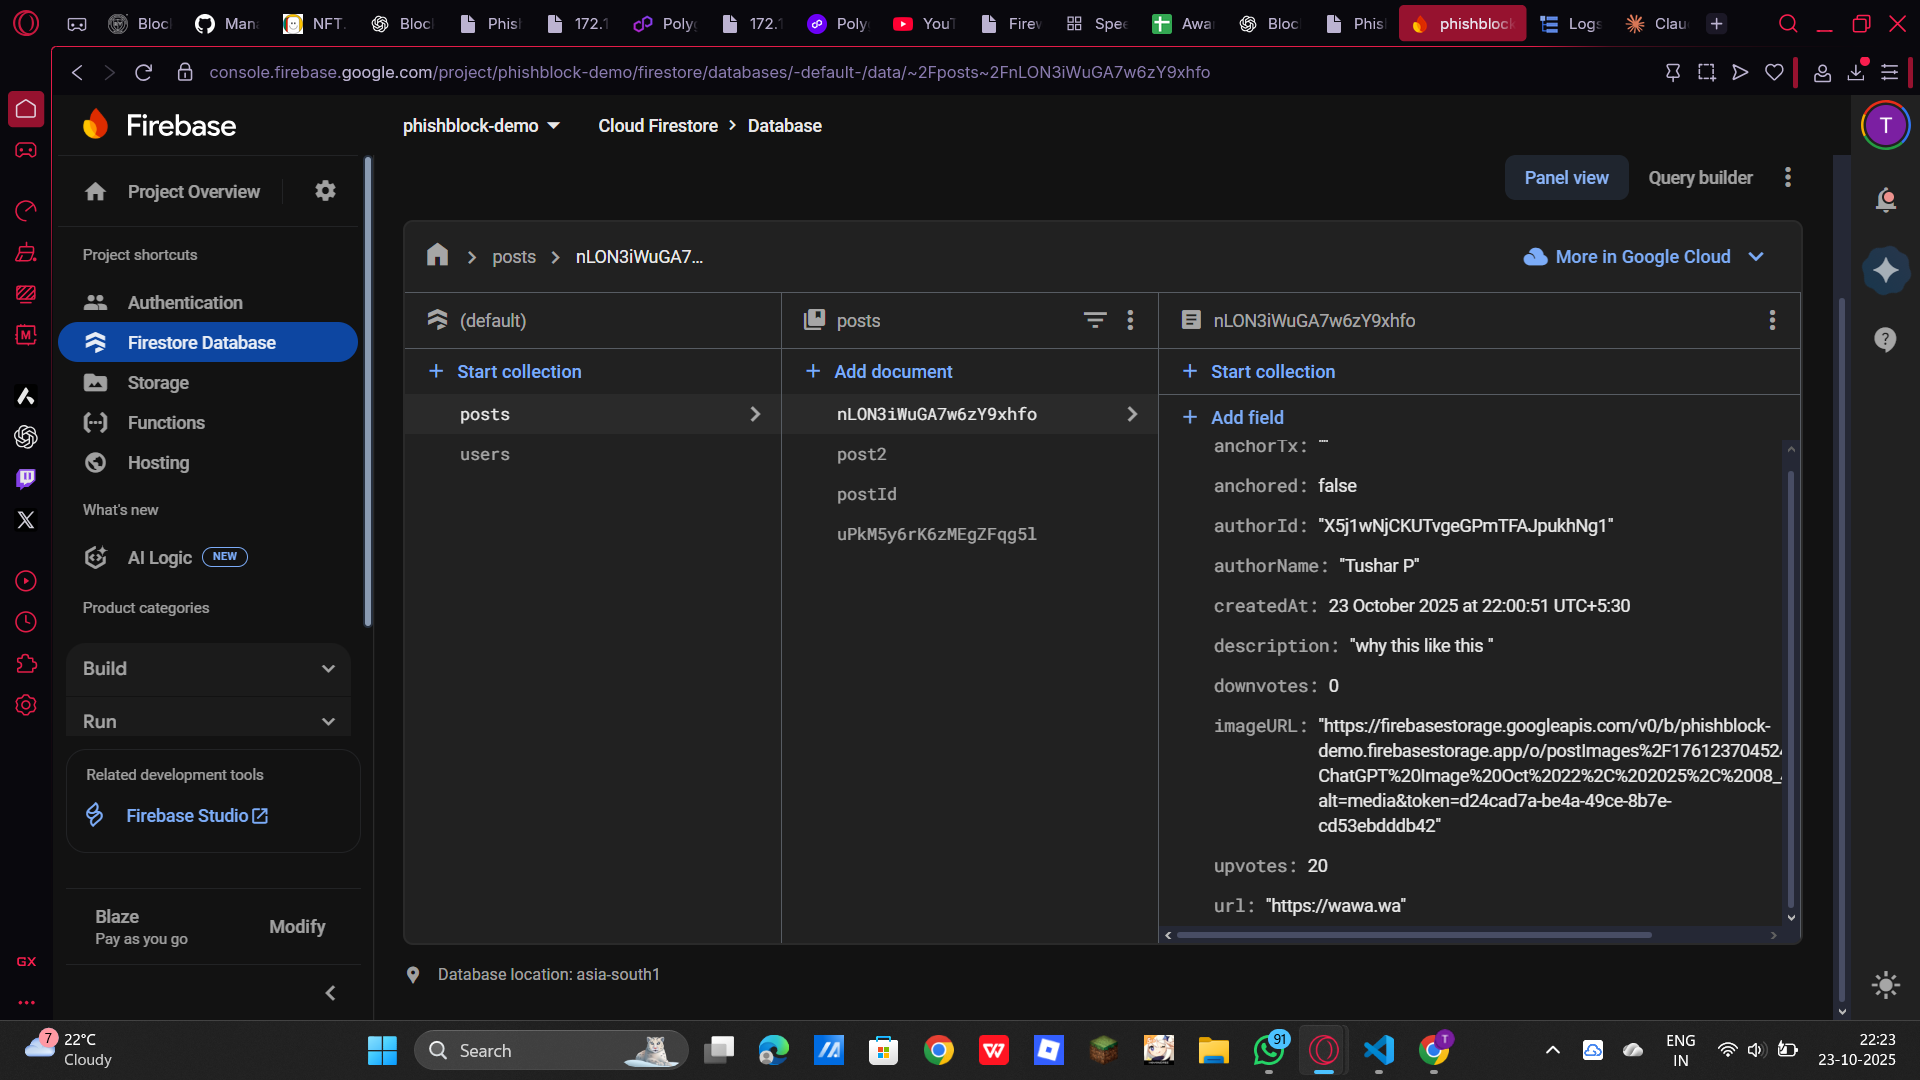 Block
Mana
NFT.
Bloc
Phis
172.1
Poly
172.1
Poly
YouT
Firew
Spee
Awa
Bloc
Phis
phishblock
Logs
Clau
console.firebase.google.com/project/phishblock-demo/firestore/databases/-default-/data/~2Fposts~2FnLON3iWuGA7w6zY9xhfo
Firebase
phishblock-demo
Cloud Firestore
Database
T
Project Overview
Panel view
Query builder
Project shortcuts
posts
nLON3iWuGA7...
More in Google Cloud
Authentication
Firestore Database
Storage
Functions
Hosting
What's new
AI Logic NEW
Product categories
Build
Run
Related development tools
Firebase Studio
Blaze
Pay as you go
Modify
GX
(default)
Start collection
posts
users
posts
Add document
nLON3iWuGA7w6zY9xhfo
post2
postId
uPkM5y6rK6zMEgZFqg5l
nLON3iWuGA7w6zY9xhfo
Start collection
Add field
anchorTx: ""
anchored: false
authorId: "X5j1wNjCKUTvgeGPmTFAJpukhNg1"
authorName: "Tushar P"
createdAt: 23 October 2025 at 22:00:51 UTC+5:30
description: "why this like this "
downvotes: 0
imageURL: "https://firebasestorage.googleapis.com/v0/b/phishblock-
demo.firebasestorage.app/o/postImages%2F176123704524
ChatGPT%20Image%20Oct%2022%2C%202025%2C%2008_
alt=media&token=d24cad7a-be4a-49ce-8b7e-
cd53ebdddb42"
upvotes: 20
url: "https://wawa.wa"
Database location: asia-south1
7
22°C
Cloudy
Search
91
T
ENG
IN
22:23
23-10-2025